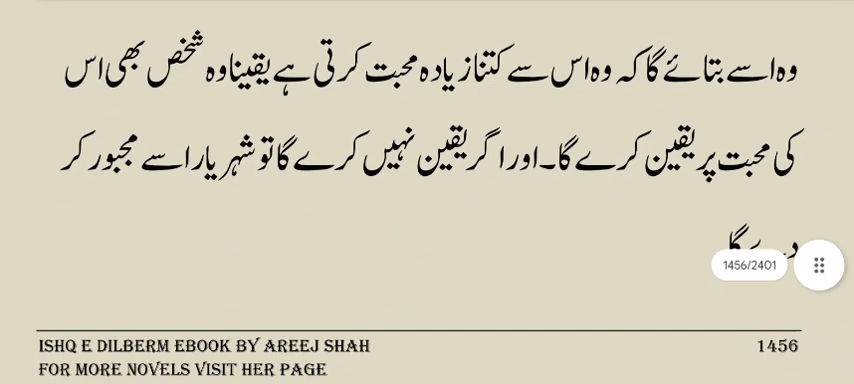 وہ اسے بتائے گا کہ وہ اس سے کتنا زیادہ محبت کرتی ہے یقینا وہ شخص بھی اس
کی محبت پر یقین کرے گا۔ اور اگر یقین نہیں کرے گا تو شہریار اسے مجبور کر
دے گا
1456/2401
ISHQ E DILBERM EBOOK BY AREEJ SHAH 1456
FOR MORE NOVELS VISIT HER PAGE